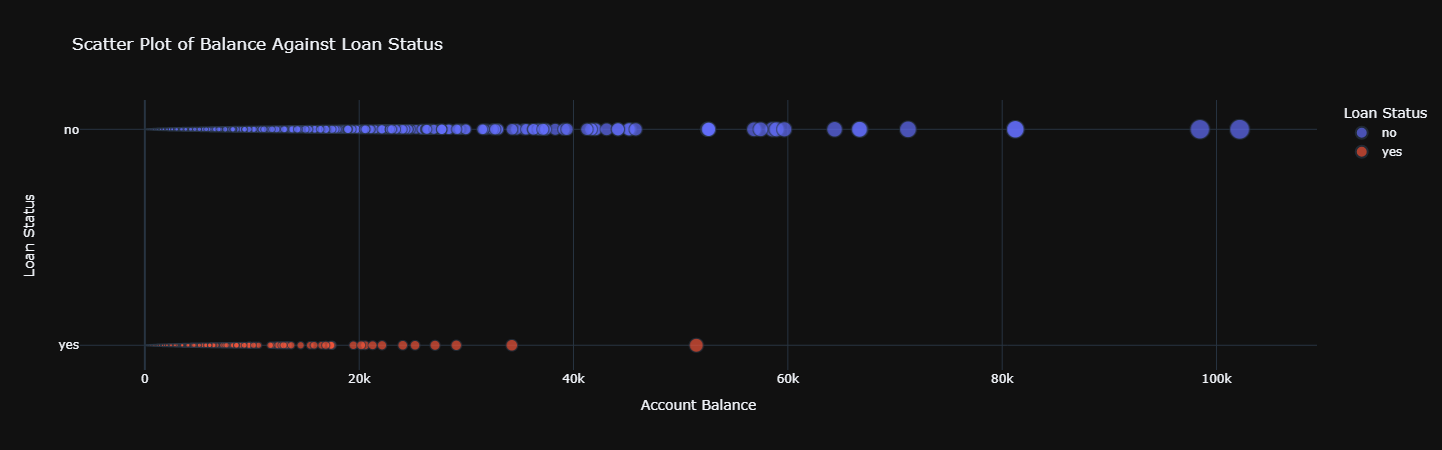 Scatter Plot of Balance Against Loan Status
Loan Status
no
yes
Loan Status
no
yes
0
20k
40k
60k
80k
100k
Account Balance